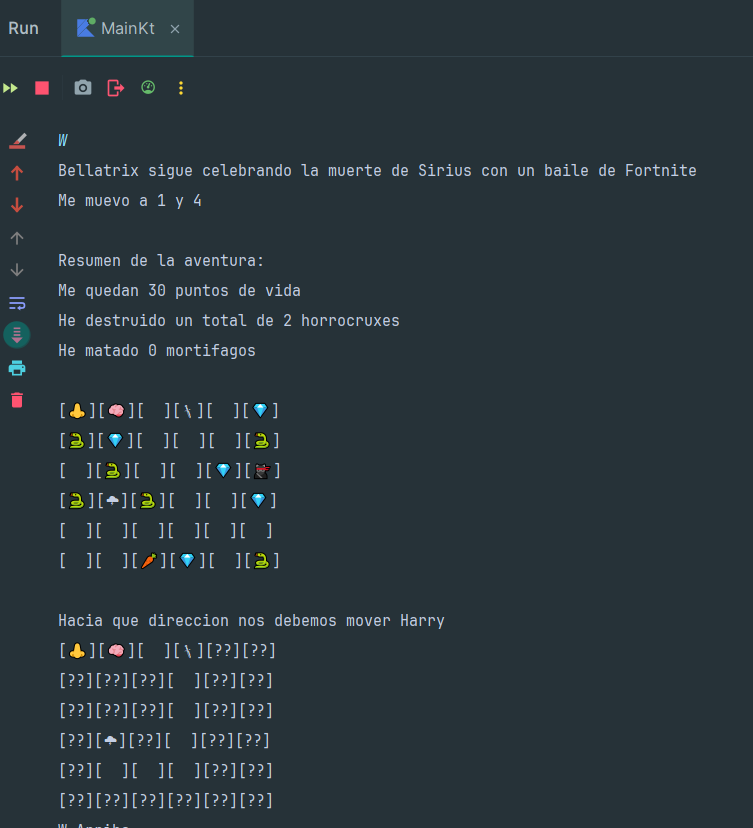 Run MainKt
W
Bellatrix sigue celebrando la muerte de Sirius con un baile de Fortnite
Me muevo a 1 y 4
Resumen de la aventura:
Me quedan 30 puntos de vida
He destruido un total de 2 horrocruxes
He matado 0 mortifagos
[👃][🧠][  ][🦯][  ][💎]
[🐍][💎][  ][  ][  ][🐍]
[  ][🐍][  ][  ][💎][🥷]
[🐍][🌩][🐍][  ][  ][💎]
[  ][  ][  ][  ][  ][  ]
[  ][  ][🥕][💎][  ][🐍]
Hacia que direccion nos debemos mover Harry
[👃][🧠][  ][🦯][??][??]
[??][??][??][  ][??][??]
[??][??][??][  ][??][??]
[??][🌩][??][  ][??][??]
[??][  ][  ][  ][??][??]
[??][??][??][??][??][??]
W Arriba